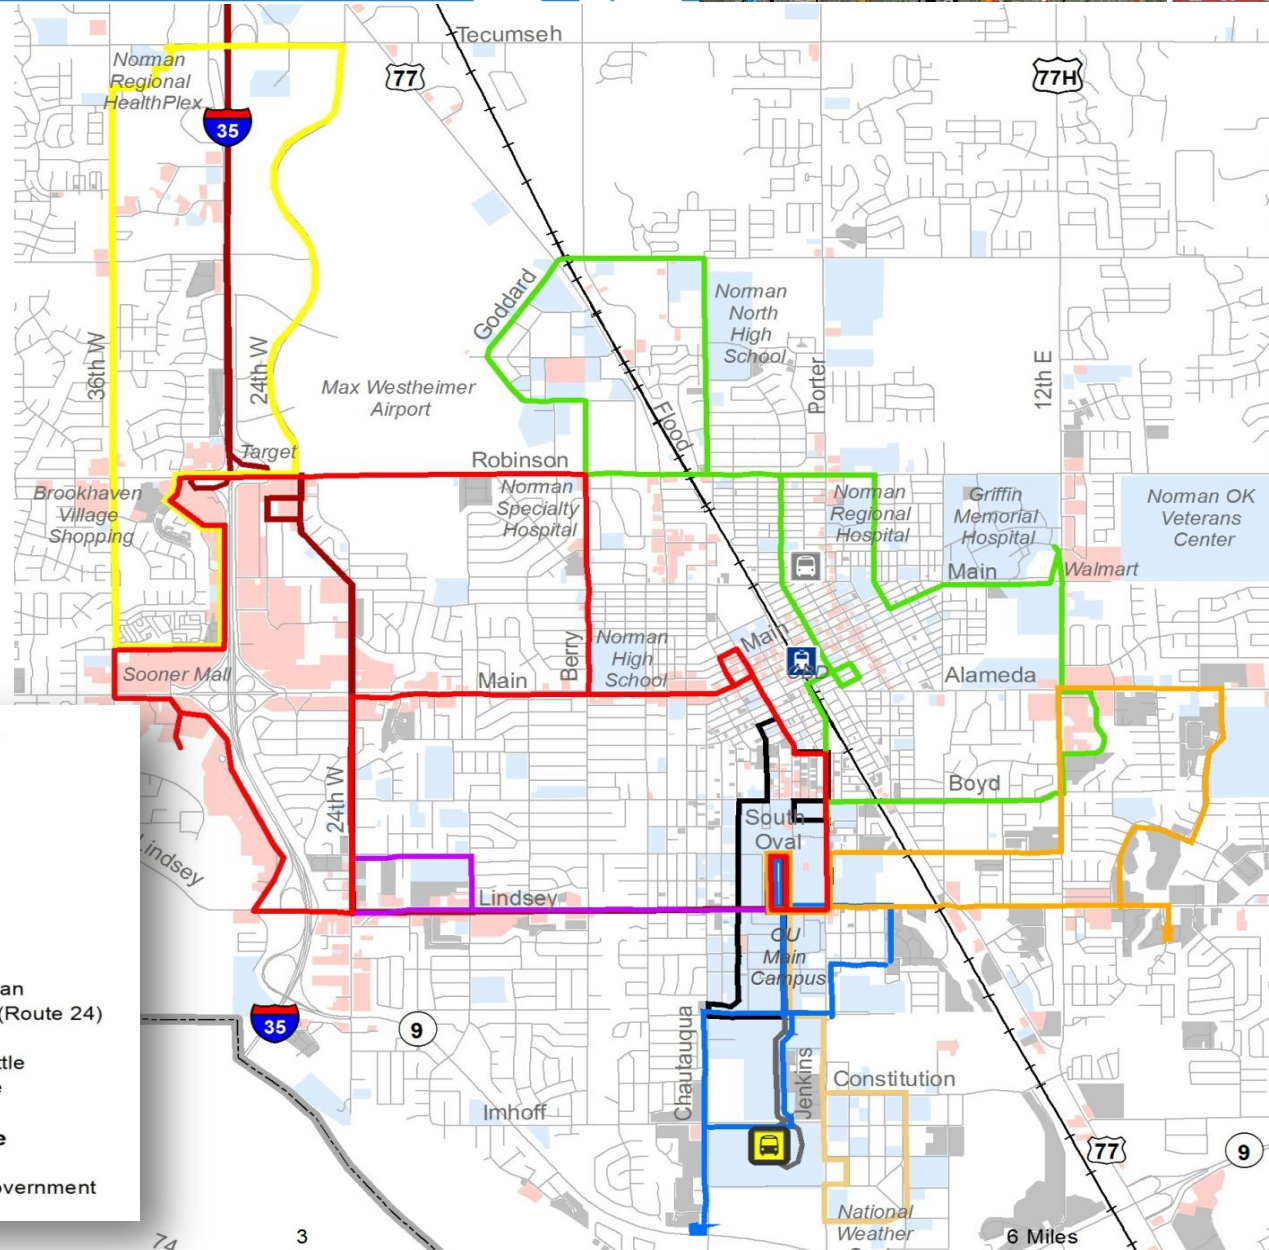 Tecumseh
Norman
Regional
HealthPlex
77
77H
35
Goddard
Norman
North
High
School
36th W
24th W
Porter
12th E
Max Westheimer
Airport
Flood
Target
Robinson
Brookhaven
Village
Shopping
Norman
Specialty
Hospital
Norman
Regional
Hospital
Griffin
Memorial
Hospital
Norman OK
Veterans
Center
Main
Walmart
Berry
Norman
High
School
Main
Sooner Mall
Main
Alameda
24th W
Boyd
South
Oval
Lindsey
Lindsey
OU
Main
Campus
an
(Route 24)
35
9
ttle
e
Chautauqua
Jenkins
Constitution
Imhoff
e
77
9
overnment
National
Weather
74
3
6 Miles